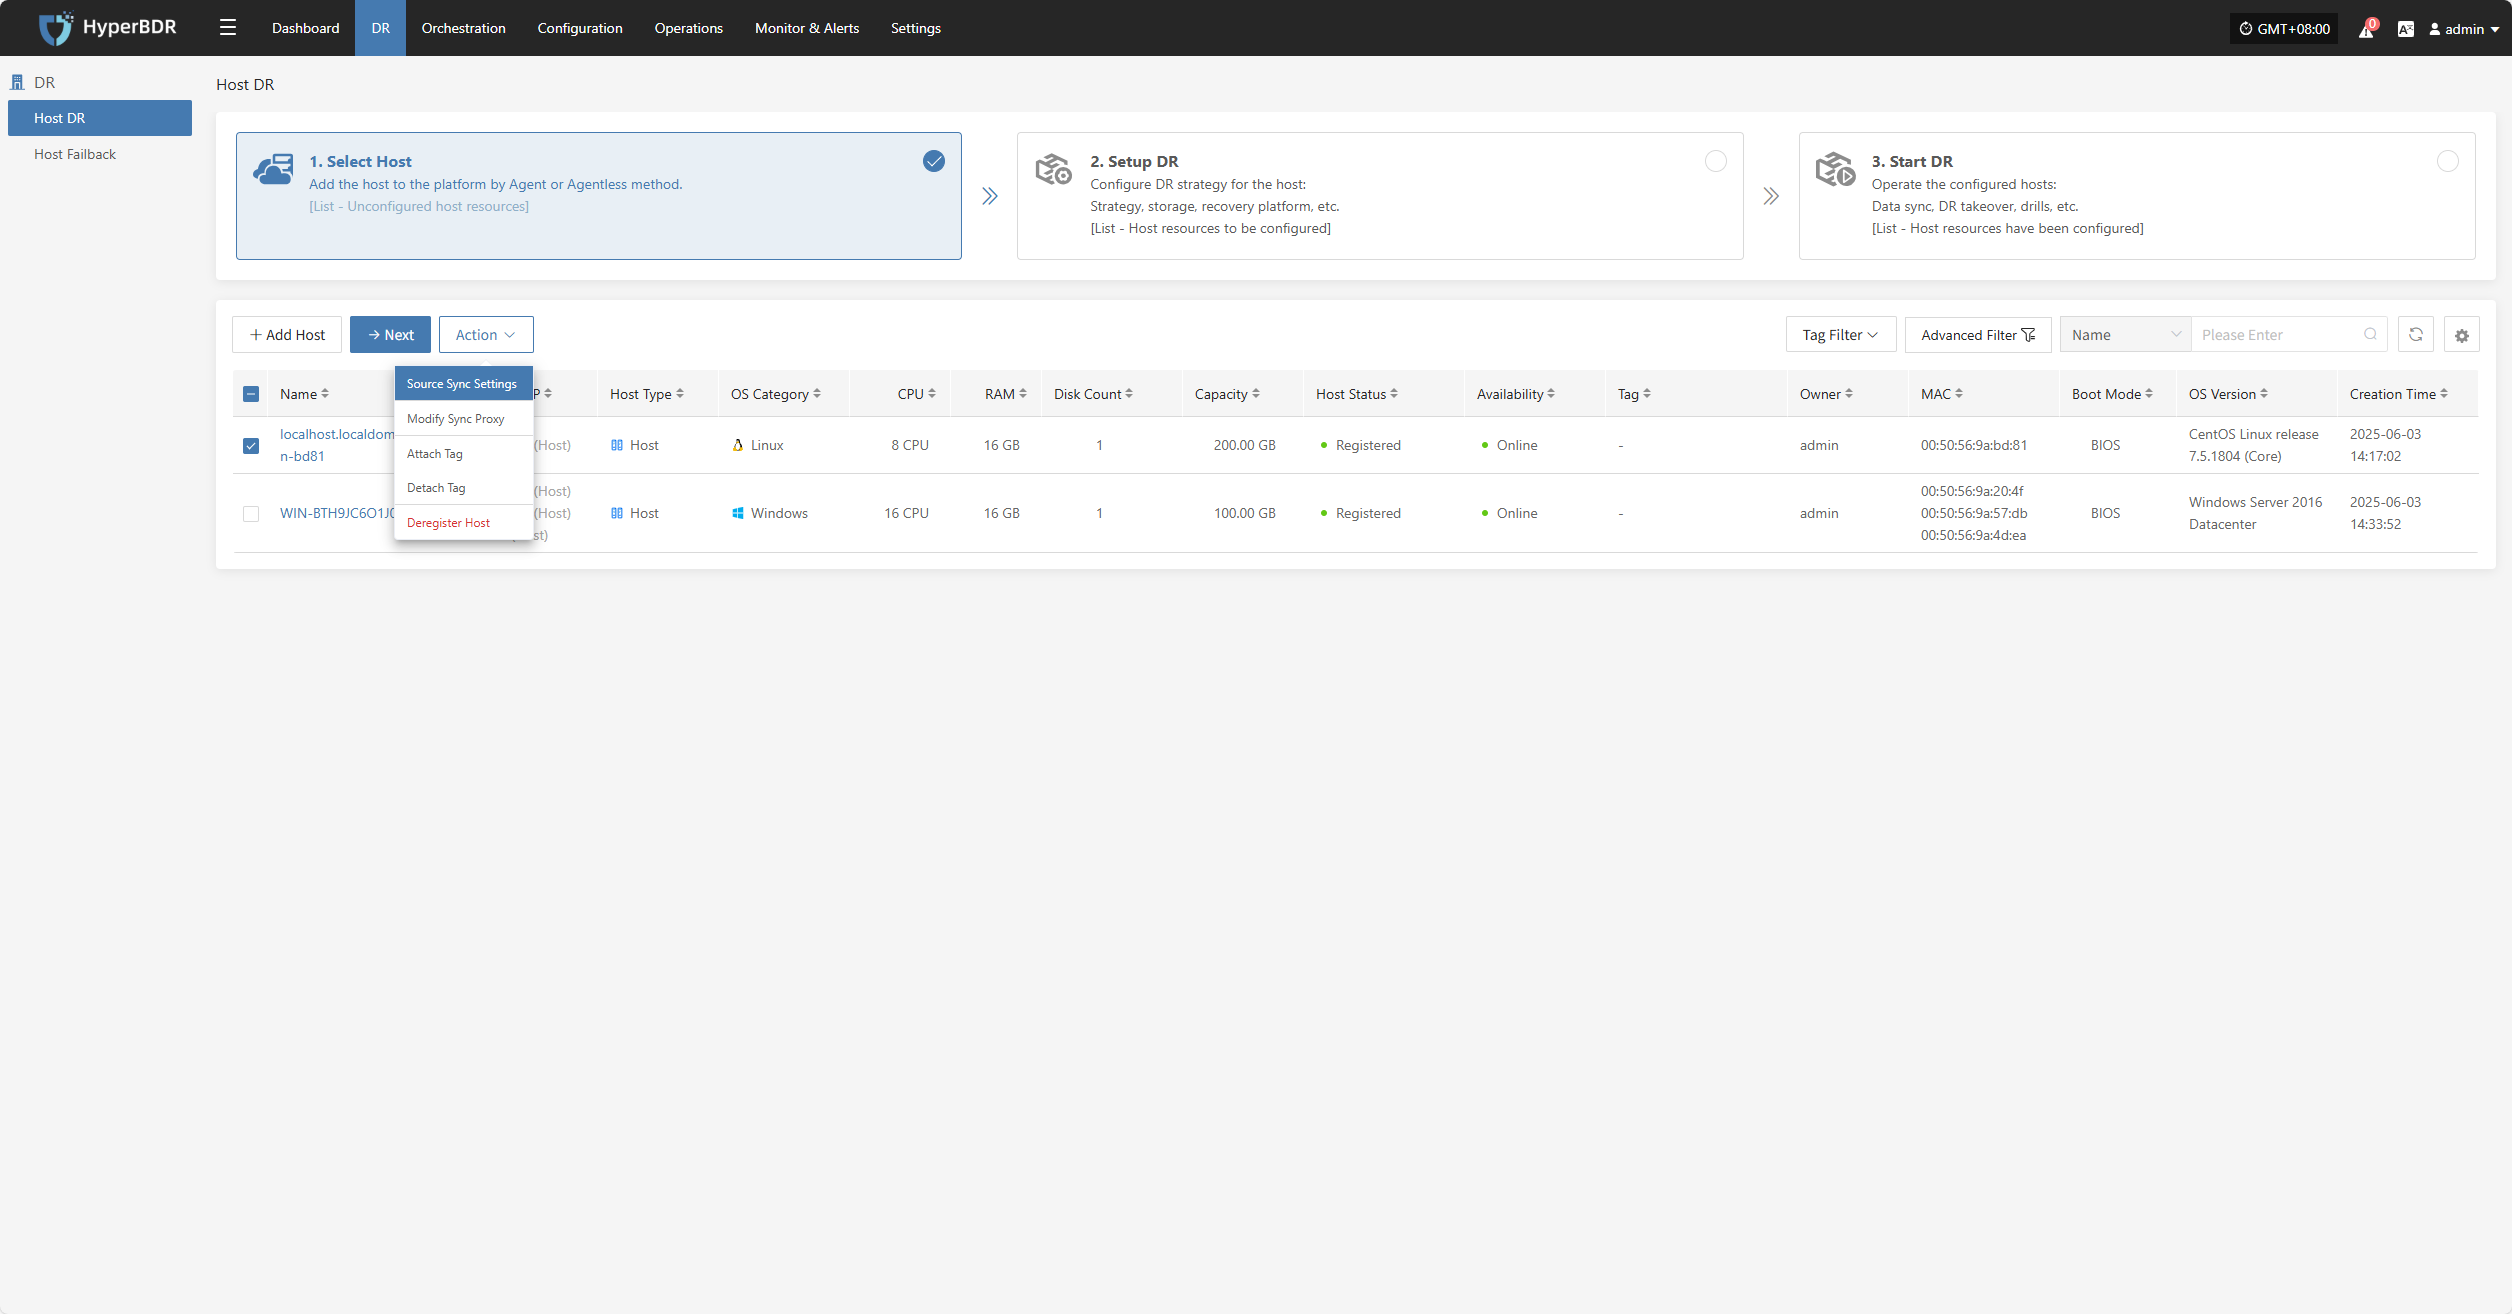 HyperBDR
Dashboard
DR
Orchestration
Configuration
Operations
Monitor & Alerts
Settings
GMT+08:00
0
admin
DR
Host DR
Host Failback
Host DR
1. Select Host
Add the host to the platform by Agent or Agentless method.
[List - Unconfigured host resources]
2. Setup DR
Configure DR strategy for the host:
Strategy, storage, recovery platform, etc.
[List - Host resources to be configured]
3. Start DR
Operate the configured hosts:
Data sync, DR takeover, drills, etc.
[List - Host resources have been configured]
Add Host
Next
Action
Tag Filter
Advanced Filter
Name
Please Enter
Source Sync Settings
Modify Sync Proxy
Attach Tag
Detach Tag
Deregister Host
Name
Host Type
OS Category
CPU
RAM
Disk Count
Capacity
Host Status
Availability
Tag
Owner
MAC
Boot Mode
OS Version
Creation Time
localhost.localdom
n-bd81
(Host)
Host
Linux
8 CPU
16 GB
1
200.00 GB
Registered
Online
-
admin
00:50:56:9a:bd:81
BIOS
CentOS Linux release
7.5.1804 (Core)
2025-06-03
14:17:02
WIN-BTH9JC6O1J
(Host)
(Host)
Host
Windows
16 CPU
16 GB
1
100.00 GB
Registered
Online
-
admin
00:50:56:9a:20:4f
00:50:56:9a:57:db
00:50:56:9a:4d:ea
BIOS
Windows Server 2016
Datacenter
2025-06-03
14:33:52